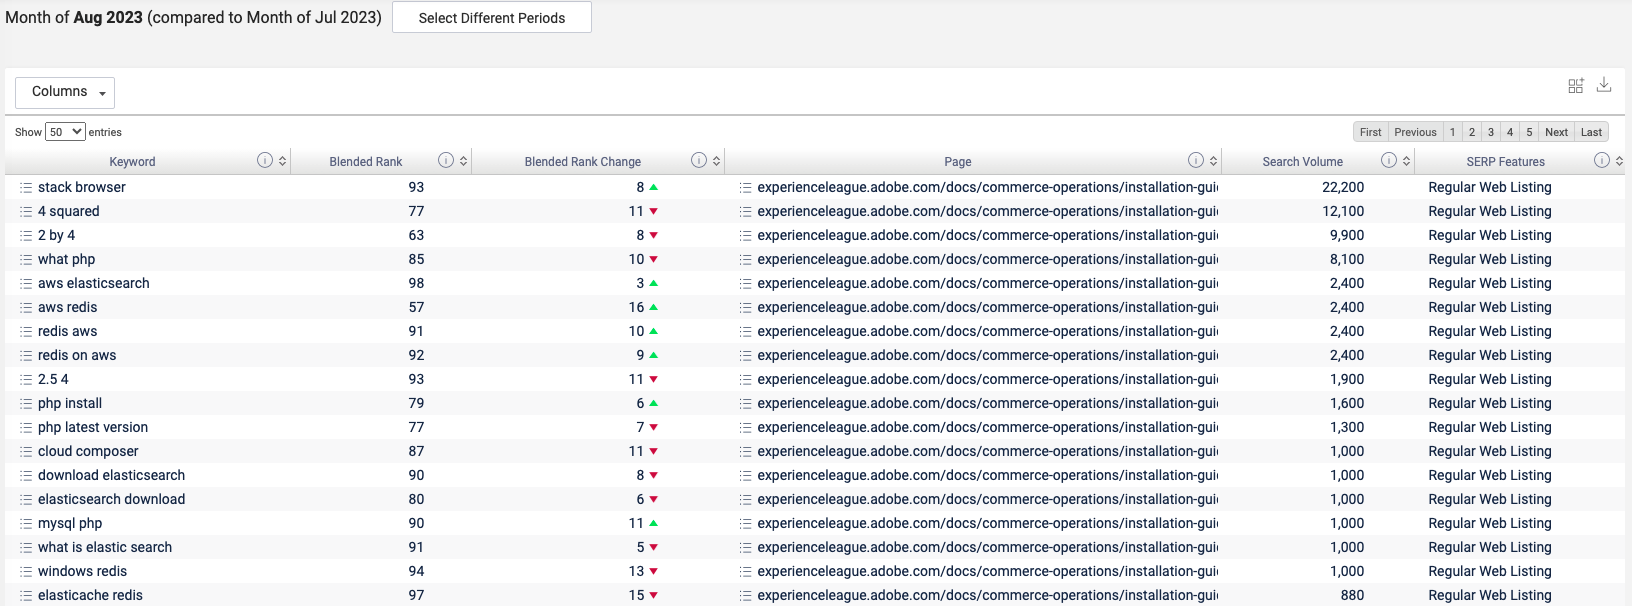 Month of Aug 2023 (compared to Month of Jul 2023) Select Different Periods
Columns
Show 50 entries First Previous 1 2 3 4 5 Next Last
Keyword Blended Rank Blended Rank Change Page Search Volume SERP Features
stack browser 93 8 experienceleague.adobe.com/docs/commerce-operations/installation-gui 22,200 Regular Web Listing
4 squared 77 11 experienceleague.adobe.com/docs/commerce-operations/installation-gui 12,100 Regular Web Listing
2 by 4 63 8 experienceleague.adobe.com/docs/commerce-operations/installation-gui 9,900 Regular Web Listing
what php 85 10 experienceleague.adobe.com/docs/commerce-operations/installation-gui 8,100 Regular Web Listing
aws elasticsearch 98 3 experienceleague.adobe.com/docs/commerce-operations/installation-gui 2,400 Regular Web Listing
aws redis 57 16 experienceleague.adobe.com/docs/commerce-operations/installation-gui 2,400 Regular Web Listing
redis aws 91 10 experienceleague.adobe.com/docs/commerce-operations/installation-gui 2,400 Regular Web Listing
redis on aws 92 9 experienceleague.adobe.com/docs/commerce-operations/installation-gui 2,400 Regular Web Listing
2.5 4 93 11 experienceleague.adobe.com/docs/commerce-operations/installation-gui 1,900 Regular Web Listing
php install 79 6 experienceleague.adobe.com/docs/commerce-operations/installation-gui 1,600 Regular Web Listing
php latest version 77 7 experienceleague.adobe.com/docs/commerce-operations/installation-gui 1,300 Regular Web Listing
cloud composer 87 11 experienceleague.adobe.com/docs/commerce-operations/installation-gui 1,000 Regular Web Listing
download elasticsearch 90 8 experienceleague.adobe.com/docs/commerce-operations/installation-gui 1,000 Regular Web Listing
elasticsearch download 80 6 experienceleague.adobe.com/docs/commerce-operations/installation-gui 1,000 Regular Web Listing
mysql php 90 11 experienceleague.adobe.com/docs/commerce-operations/installation-gui 1,000 Regular Web Listing
what is elastic search 91 5 experienceleague.adobe.com/docs/commerce-operations/installation-gui 1,000 Regular Web Listing
windows redis 94 13 experienceleague.adobe.com/docs/commerce-operations/installation-gui 1,000 Regular Web Listing
elasticache redis 97 15 experienceleague.adobe.com/docs/commerce-operations/installation-gui 880 Regular Web Listing